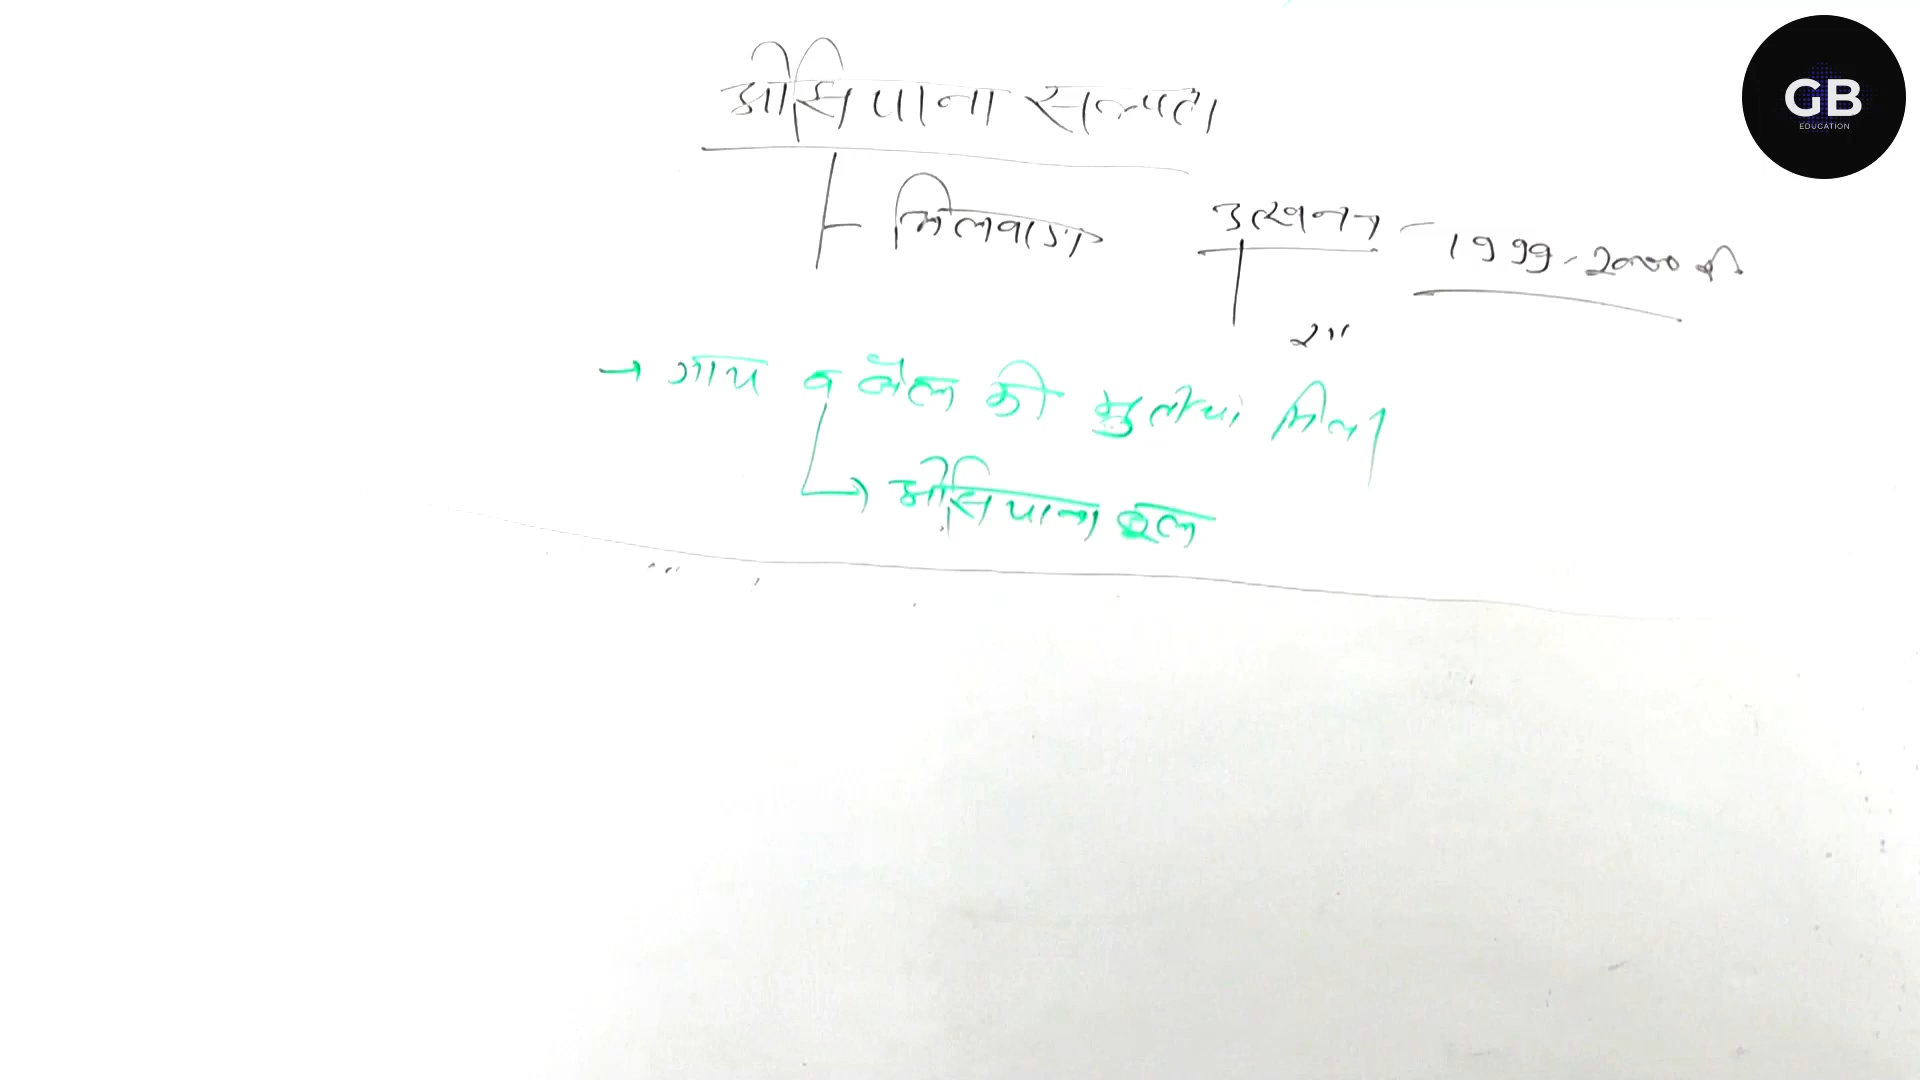 ओसियाना सभ्यता
भिलवाडा उत्खनन - 1999-2000 में
→ गाय व बैल की मुर्तीयां मिली
→ ओसियाना बुल
GB
EDUCATION